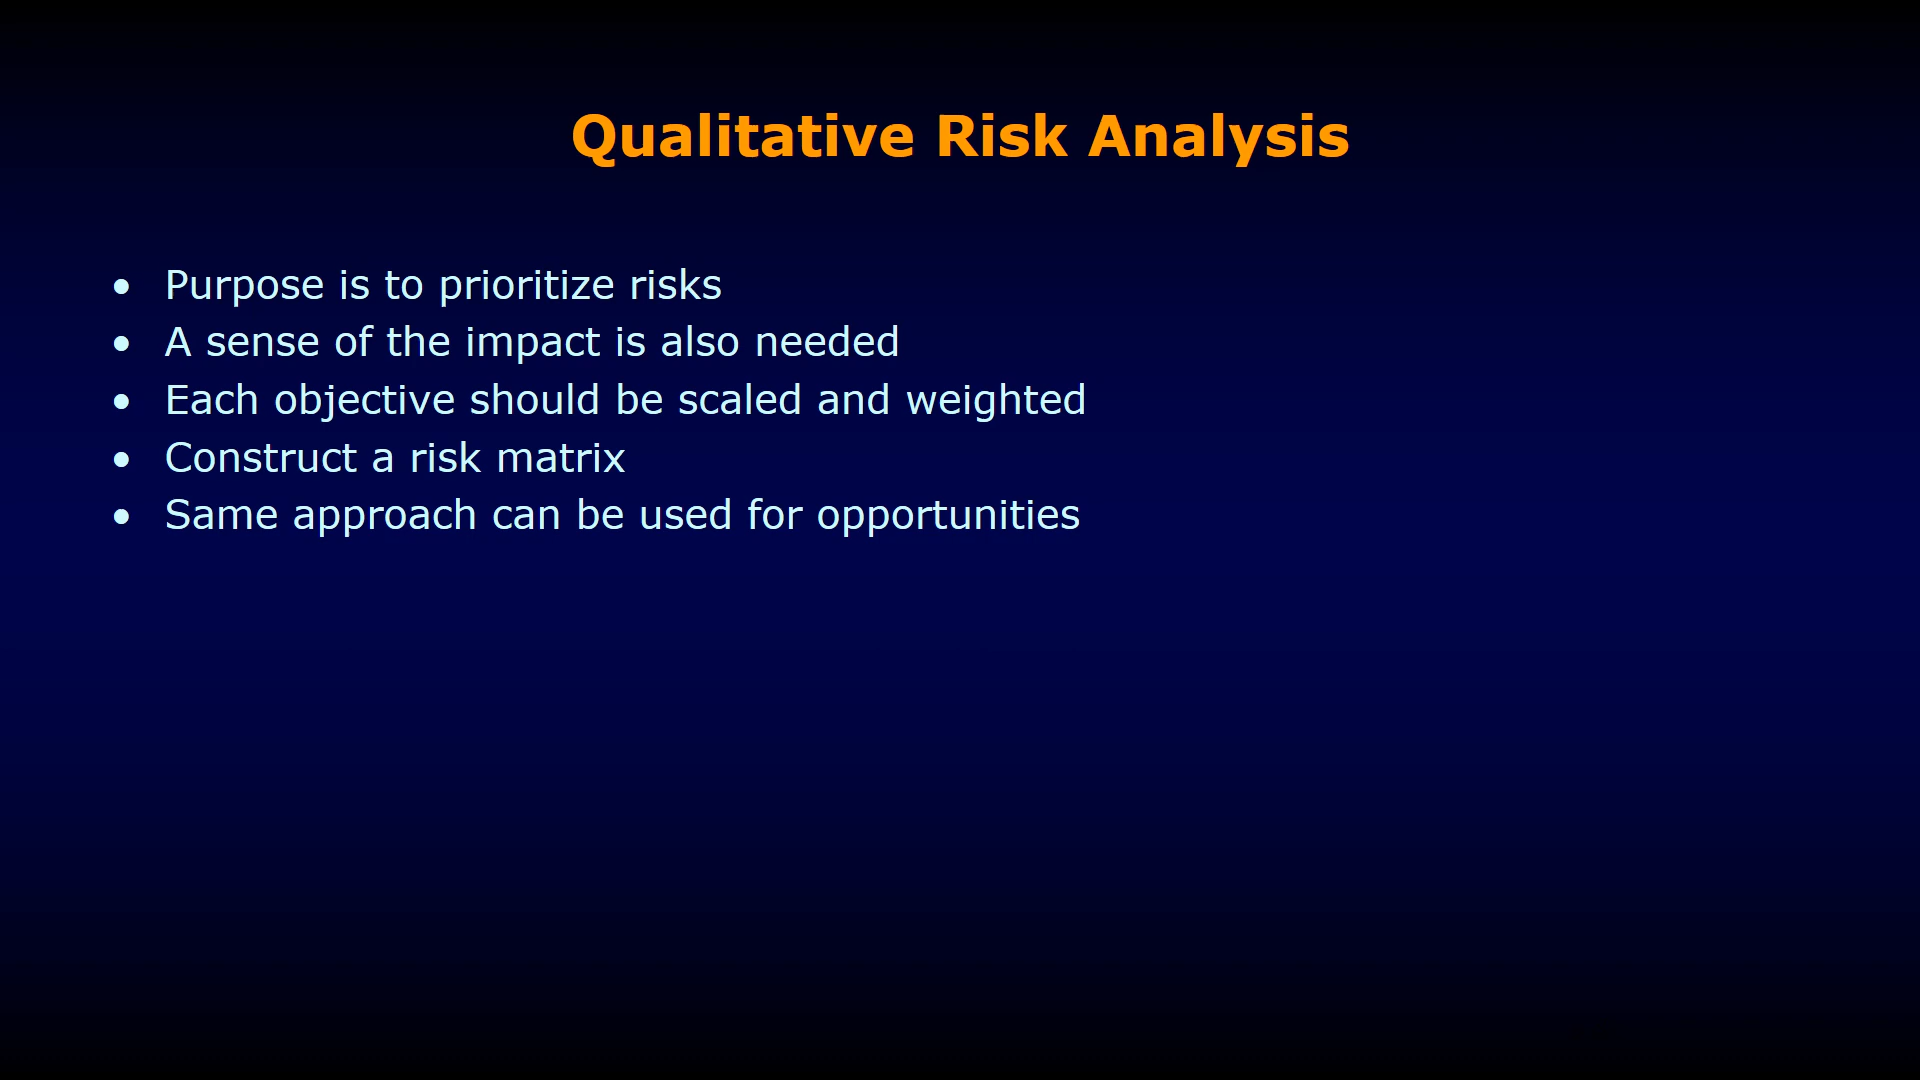 Qualitative Risk Analysis
• Purpose is to prioritize risks
• A sense of the impact is also needed
• Each objective should be scaled and weighted
• Construct a risk matrix
• Same approach can be used for opportunities